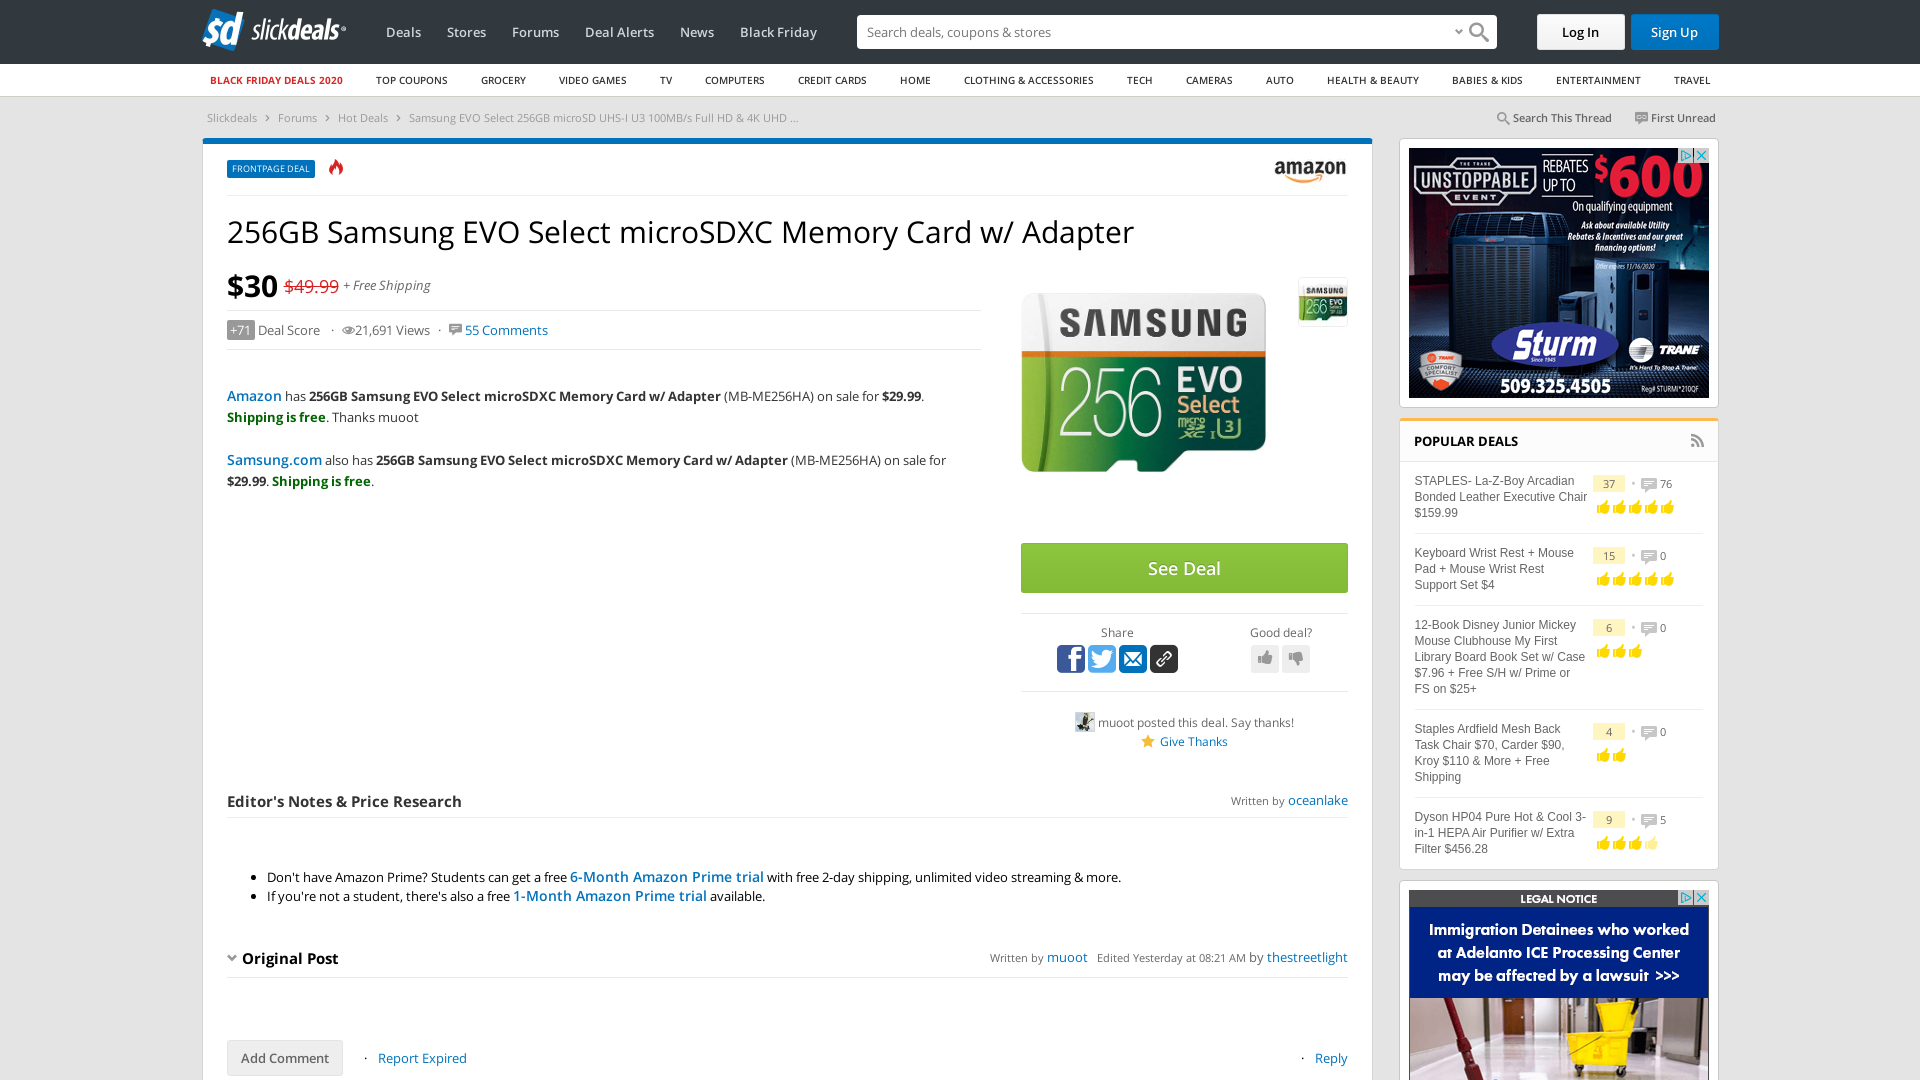 slickdeals
Deals
Stores
Forums
Deal Alerts
News
Black Friday
Search deals, coupons & stores
Log In
Sign Up
BLACK FRIDAY DEALS 2020
TOP COUPONS
GROCERY
VIDEO GAMES
TV
COMPUTERS
CREDIT CARDS
HOME
CLOTHING & ACCESSORIES
TECH
CAMERAS
AUTO
HEALTH & BEAUTY
BABIES & KIDS
ENTERTAINMENT
TRAVEL
Slickdeals › Forums › Hot Deals › Samsung EVO Select 256GB microSD UHS-I U3 100MB/s Full HD & 4K UHD ...
Search This Thread
First Unread
FRONTPAGE DEAL
amazon
256GB Samsung EVO Select microSDXC Memory Card w/ Adapter
$30 $49.99 + Free Shipping
+71 Deal Score · 21,691 Views · 55 Comments
Amazon has 256GB Samsung EVO Select microSDXC Memory Card w/ Adapter (MB-ME256HA) on sale for $29.99.
Shipping is free. Thanks muoot
Samsung.com also has 256GB Samsung EVO Select microSDXC Memory Card w/ Adapter (MB-ME256HA) on sale for
$29.99. Shipping is free.
SAMSUNG
256
EVO
Select
micro
SD
XC I U3
SAMSUNG
256 EVO
Select
See Deal
Share
Good deal?
muoot posted this deal. Say thanks!
Give Thanks
Editor's Notes & Price Research
Written by oceanlake
• Don't have Amazon Prime? Students can get a free 6-Month Amazon Prime trial with free 2-day shipping, unlimited video streaming & more.
• If you're not a student, there's also a free 1-Month Amazon Prime trial available.
Original Post
Written by muoot Edited Yesterday at 08:21 AM by thestreetlight
Add Comment
· Report Expired
· Reply
THE TRANE
UNSTOPPABLE
EVENT
REBATES
UP TO
$600
On qualifying equipment
Ask about available Utility
Rebates & Incentives and our great
financing options!
Offer expires 11/16/2020
Sturm
Since 1945
TRANE
It's Hard To Stop A Trane.
TRANE
COMFORT
SPECIALIST
509.325.4505
Reg# STURMI*210QF
POPULAR DEALS
STAPLES- La-Z-Boy Arcadian
Bonded Leather Executive Chair
$159.99
37 • 76
Keyboard Wrist Rest + Mouse
Pad + Mouse Wrist Rest
Support Set $4
15 • 0
12-Book Disney Junior Mickey
Mouse Clubhouse My First
Library Board Book Set w/ Case
$7.96 + Free S/H w/ Prime or
FS on $25+
6 • 0
Staples Ardfield Mesh Back
Task Chair $70, Carder $90,
Kroy $110 & More + Free
Shipping
4 • 0
Dyson HP04 Pure Hot & Cool 3-
in-1 HEPA Air Purifier w/ Extra
Filter $456.28
9 • 5
LEGAL NOTICE
Immigration Detainees who worked
at Adelanto ICE Processing Center
may be affected by a lawsuit >>>